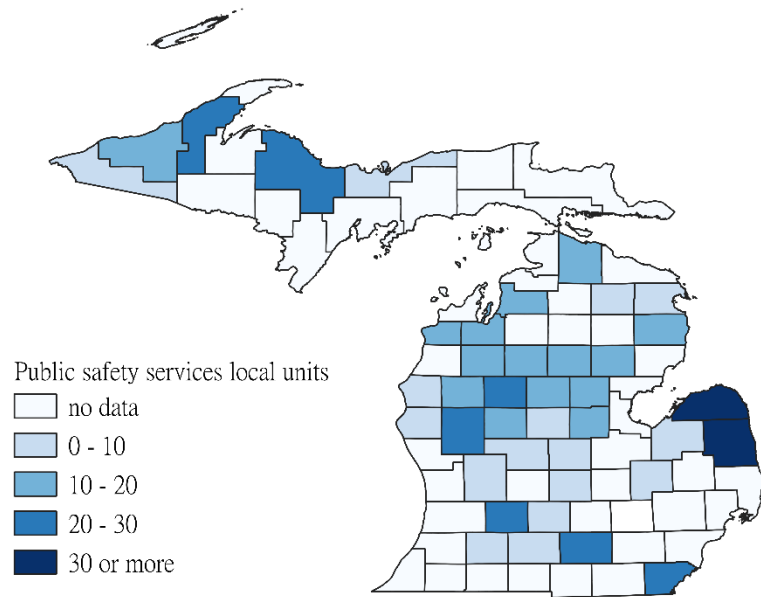 Public safety services local units
no data
0 - 10
10 - 20
20 - 30
30 or more